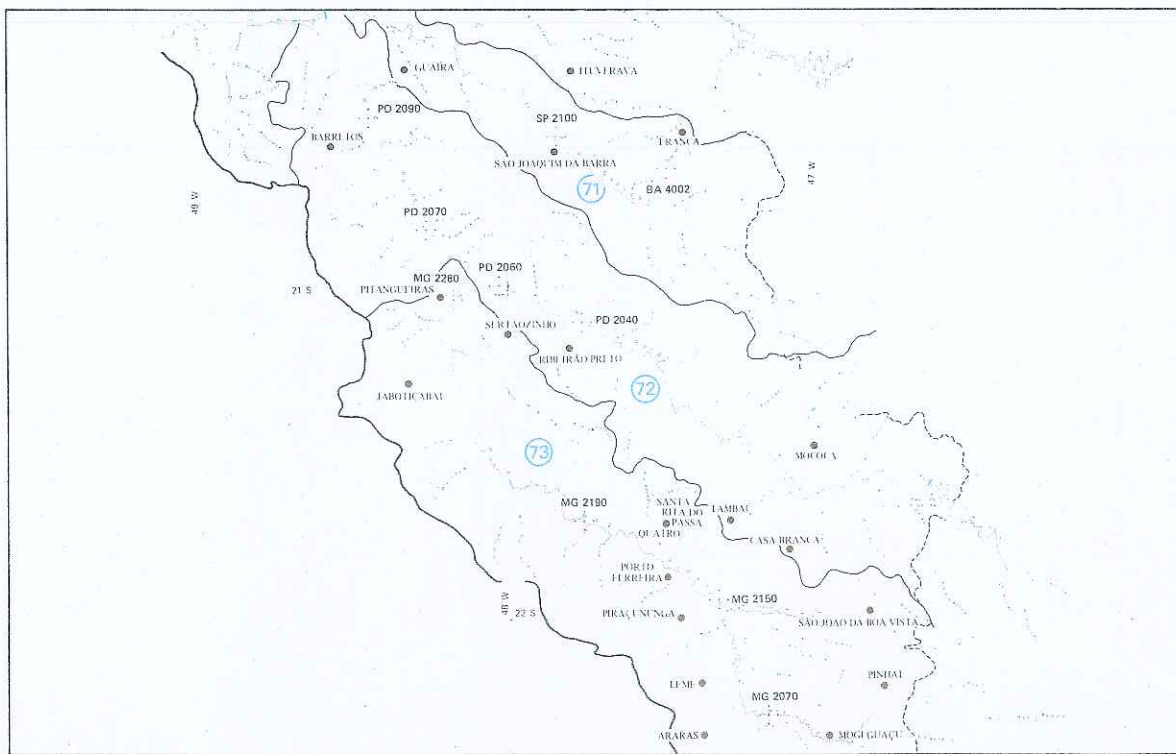 GUAÍRA
ITUVERAVA
PD 2090
SP 2100
BARRETOS
FRANCA
SÃO JOAQUIM DA BARRA
47 W
71
BA 4002
49 W
PD 2070
PD 2060
MG 2280
PITANGUEIRAS
21 S
SERTÃOZINHO
PD 2040
RIBEIRÃO PRETO
JABOTICABAL
72
MOCOCA
73
MG 2190
SANTA
RITA DO
PASSA
QUATRO
TAMBAÚ
CASA BRANCA
PORTO
FERREIRA
48 W
22 S
MG 2150
PIRAÇUNUNGA
SÃO JOÃO DA BOA VISTA
LEME
PINHAL
MG 2070
ARARAS
MOGI GUAÇU